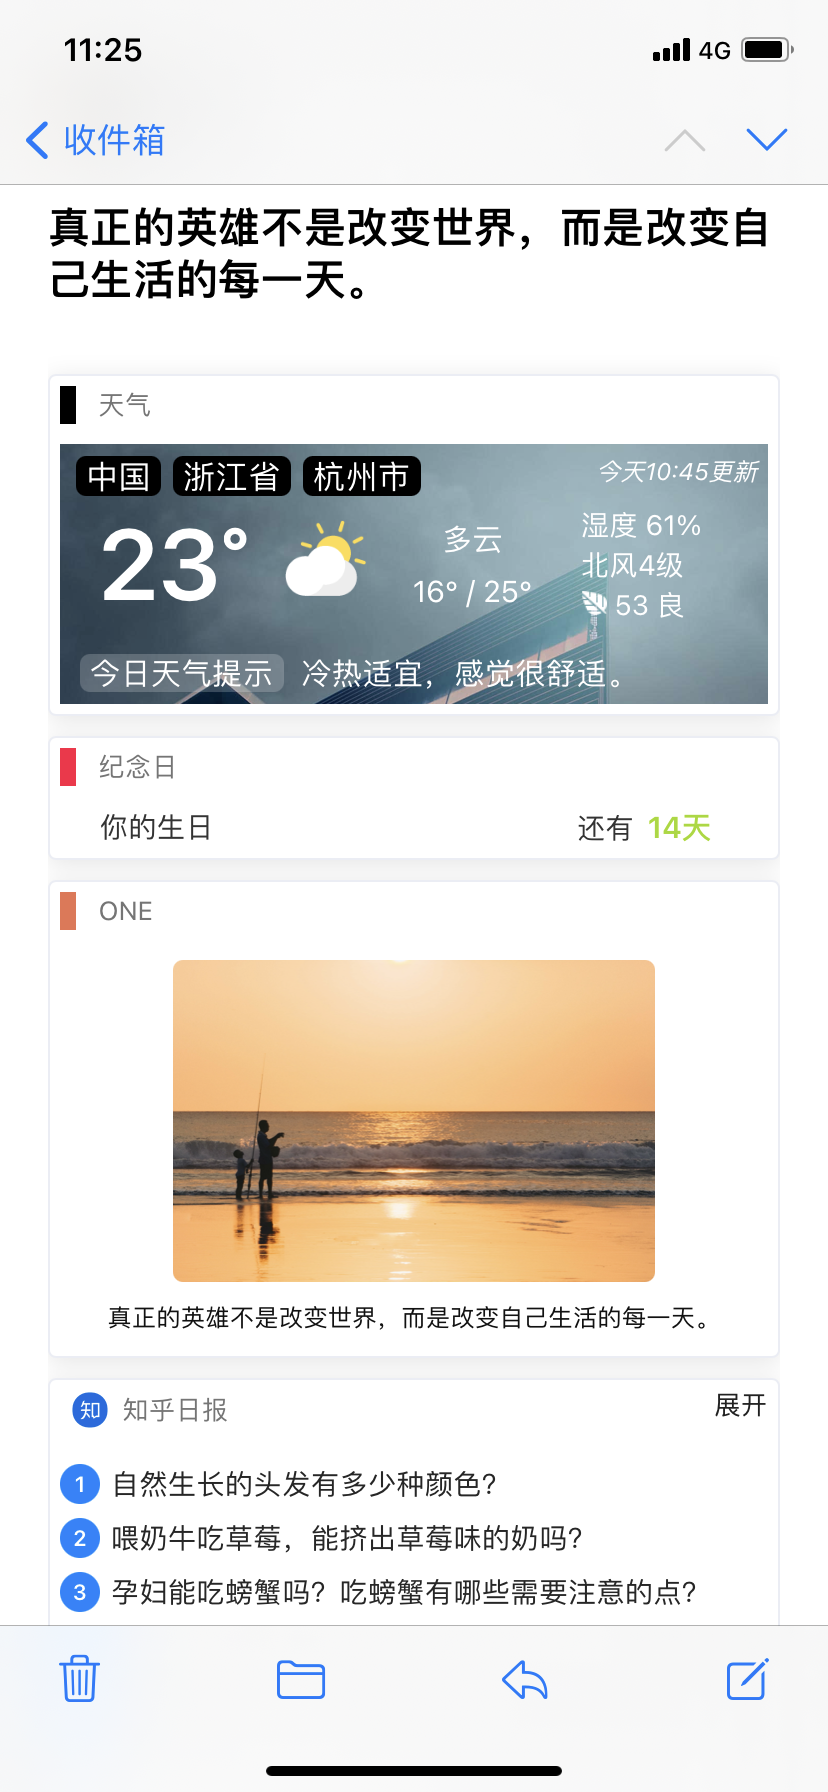 11:25
4G
收件箱
真正的英雄不是改变世界，而是改变自
己生活的每一天。
天气
中国 浙江省 杭州市
今天10:45更新
23°
多云
16° / 25°
湿度 61%
北风4级
53 良
今日天气提示 冷热适宜，感觉很舒适。
纪念日
你的生日 还有 14天
ONE
真正的英雄不是改变世界，而是改变自己生活的每一天。
知 知乎日报 展开
1 自然生长的头发有多少种颜色?
2 喂奶牛吃草莓，能挤出草莓味的奶吗?
3 孕妇能吃螃蟹吗？吃螃蟹有哪些需要注意的点?